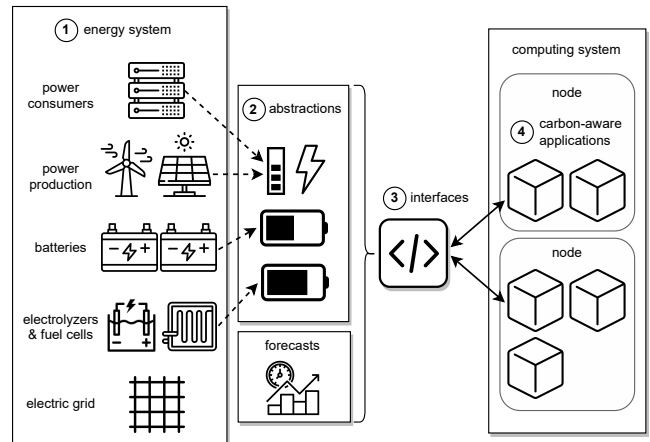 1 energy system
power
consumers
power
production
batteries
electrolyzers
& fuel cells
electric grid
2 abstractions
forecasts
3 interfaces
</>
computing system
node
4 carbon-aware
applications
node